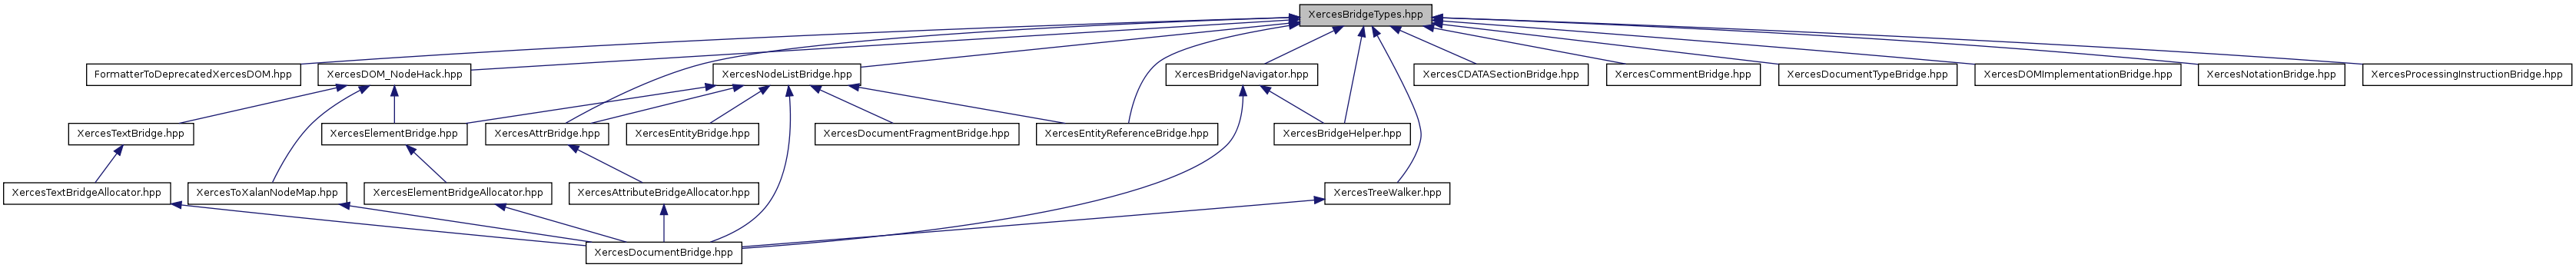 XercesBridgeTypes.hpp
FormatterToDeprecatedXercesDOM.hpp
XercesDOM_NodeHack.hpp
XercesNodeListBridge.hpp
XercesBridgeNavigator.hpp
XercesCDATASectionBridge.hpp
XercesCommentBridge.hpp
XercesDocumentTypeBridge.hpp
XercesDOMImplementationBridge.hpp
XercesNotationBridge.hpp
XercesProcessingInstructionBridge.hpp
XercesTextBridge.hpp
XercesElementBridge.hpp
XercesAttrBridge.hpp
XercesEntityBridge.hpp
XercesDocumentFragmentBridge.hpp
XercesEntityReferenceBridge.hpp
XercesBridgeHelper.hpp
XercesTextBridgeAllocator.hpp
XercesToXalanNodeMap.hpp
XercesElementBridgeAllocator.hpp
XercesAttributeBridgeAllocator.hpp
XercesTreeWalker.hpp
XercesDocumentBridge.hpp